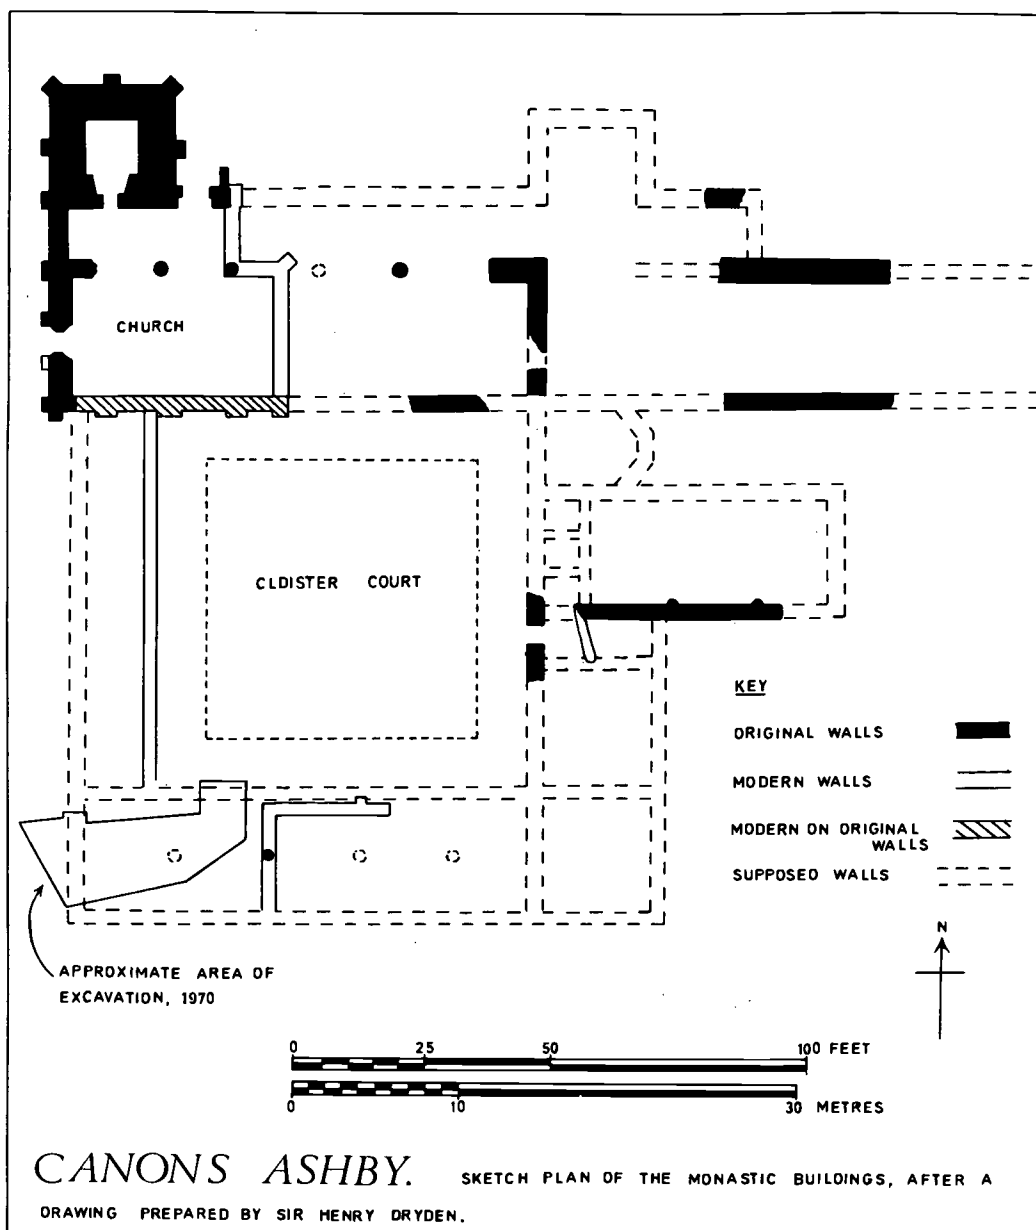 CHURCH
CLDISTER COURT
KEY
ORIGINAL WALLS
MODERN WALLS
MODERN ON ORIGINAL
WALLS
SUPPOSED WALLS
N
APPROXIMATE AREA OF
EXCAVATION, 1970
0 25 50 100 FEET
0 10 30 METRES
CANONS ASHBY. SKETCH PLAN OF THE MONASTIC BUILDINGS, AFTER A
DRAWING PREPARED BY SIR HENRY DRYDEN.